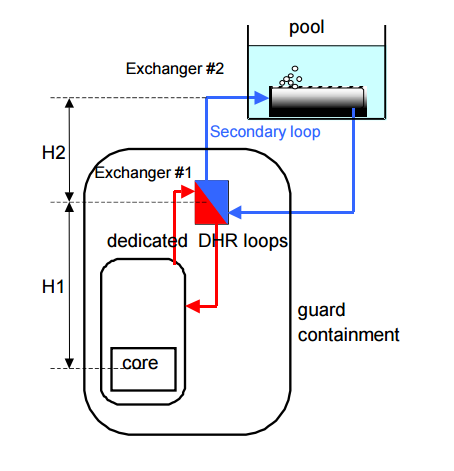 pool
Exchanger #2
Secondary loop
H2
Exchanger #1
dedicated DHR loops
H1
guard
containment
core